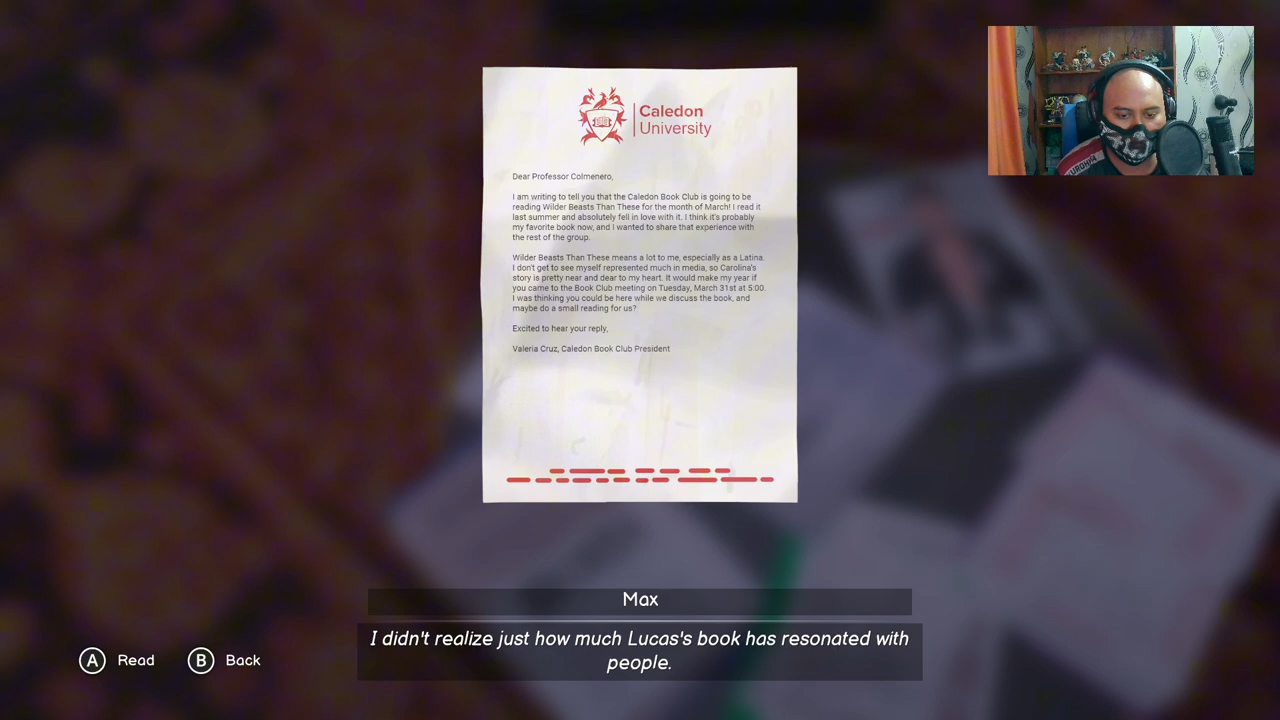 Caledon
University
Dear Professor Colmenero,
I am writing to tell you that the Caledon Book Club is going to be
reading Wilder Beasts Than These for the month of March! I read it
last summer and absolutely fell in love with it. I think it's probably
my favorite book now, and I wanted to share that experience with
the rest of the group.
Wilder Beasts Than These means a lot to me, especially as a Latina.
I don't get to see myself represented much in media, so Carolina's
story is pretty near and dear to my heart. It would make my year if
you came to the Book Club meeting on Tuesday, March 31st at 5:00.
I was thinking you could be here while we discuss the book, and
maybe do a small reading for us?
Excited to hear your reply,
Valeria Cruz, Caledon Book Club President
Max
I didn't realize just how much Lucas's book has resonated with
people.
A Read B Back